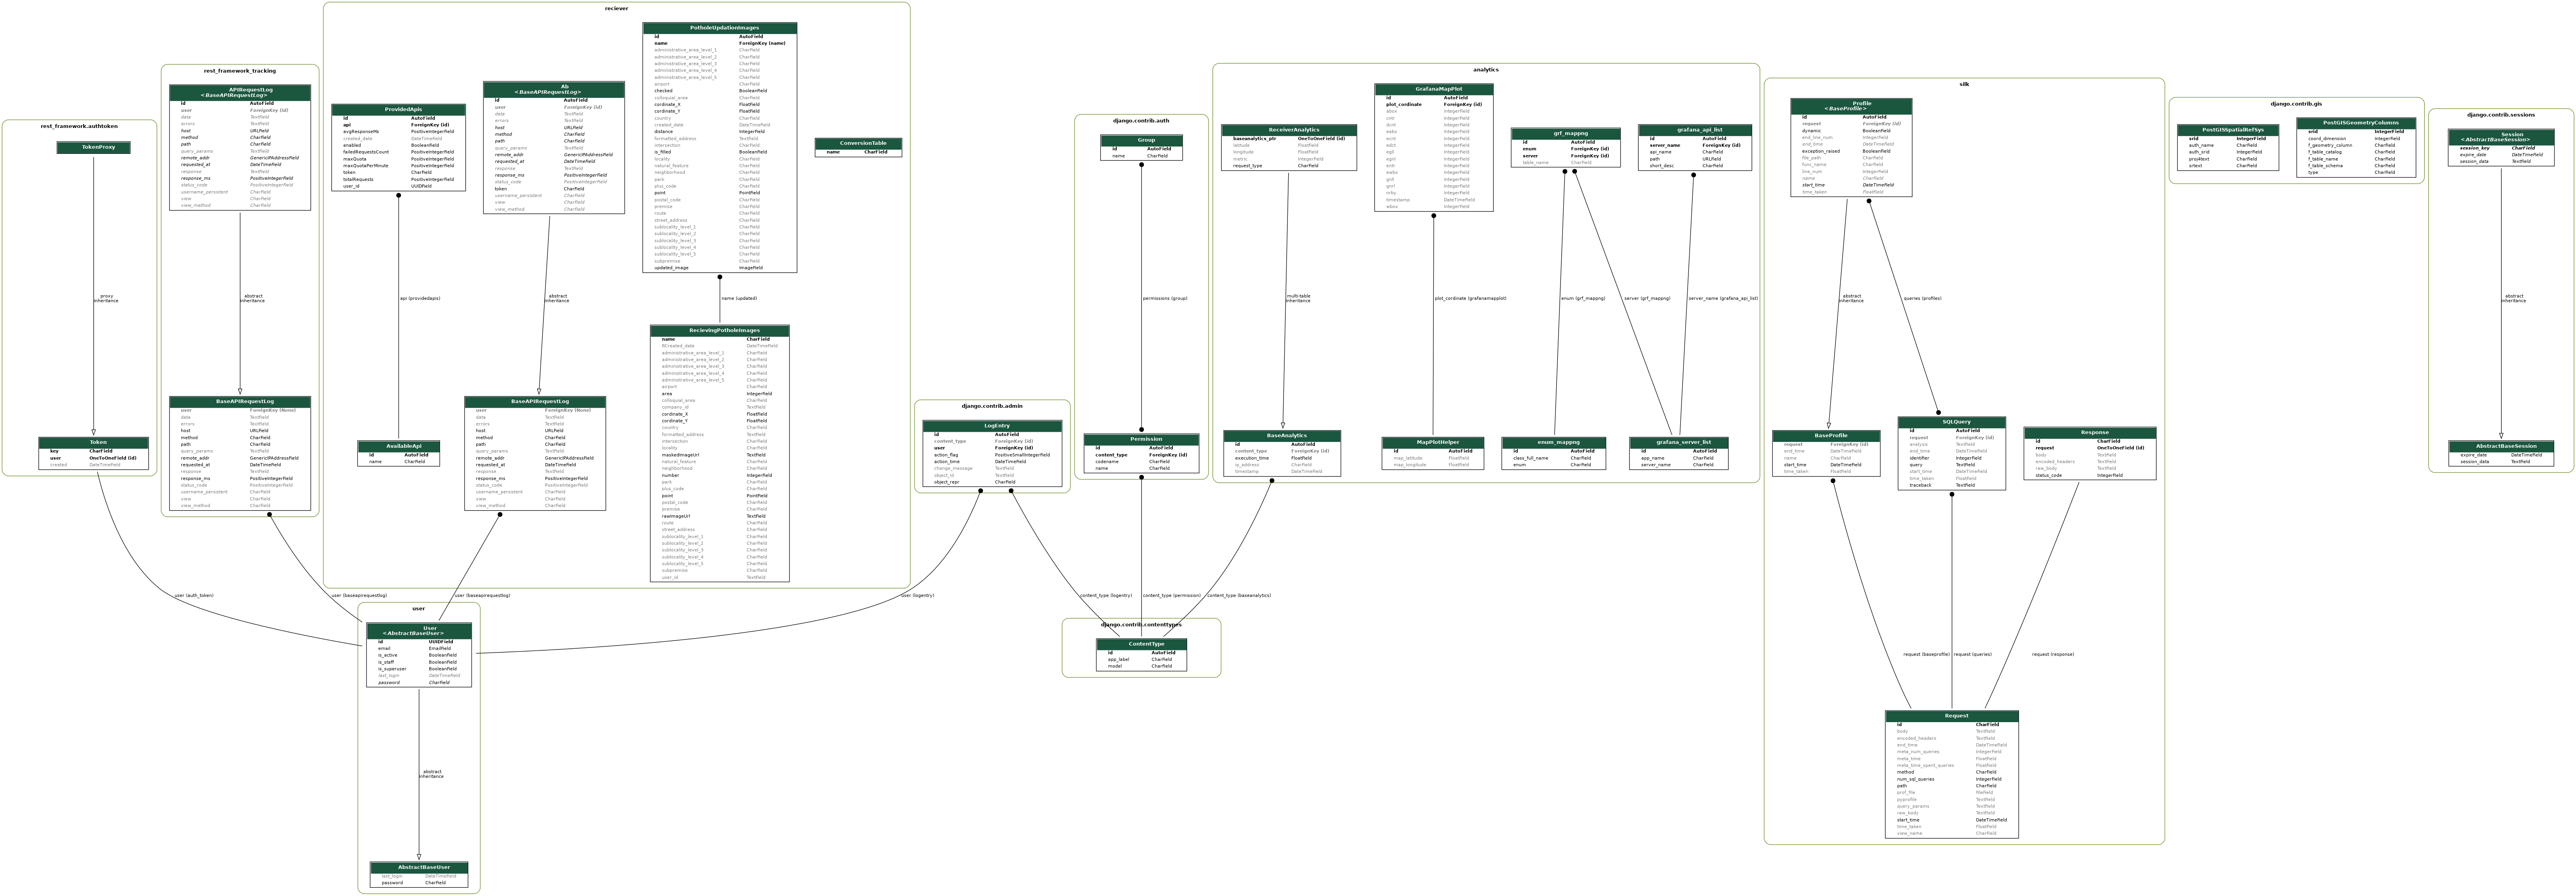 rest_framework.authtoken
TokenProxy
proxy
inheritance
Token
key CharField
user OneToOneField (id)
created DateTimeField
user (auth_token)
rest_framework_tracking
APIRequestLog
<BaseAPIRequestLog>
id AutoField
user ForeignKey (id)
data TextField
errors TextField
host URLField
method CharField
path CharField
query_params TextField
remote_addr GenericIPAddressField
requested_at DateTimeField
response TextField
response_ms PositiveIntegerField
status_code PositiveIntegerField
username_persistent CharField
view CharField
view_method CharField
abstract
inheritance
BaseAPIRequestLog
user ForeignKey (None)
data TextField
errors TextField
host URLField
method CharField
path CharField
query_params TextField
remote_addr GenericIPAddressField
requested_at DateTimeField
response TextField
response_ms PositiveIntegerField
status_code PositiveIntegerField
username_persistent CharField
view CharField
view_method CharField
user (baseapirequestlog)
reciever
ProvidedApis
id AutoField
api ForeignKey (id)
avgResponseMs PositiveIntegerField
created_date DateTimeField
enabled BooleanField
failedRequestsCount PositiveIntegerField
maxQuota PositiveIntegerField
maxQuotaPerMinute PositiveIntegerField
token CharField
totalRequests PositiveIntegerField
user_id UUIDField
api (providedapis)
AvailableApi
id AutoField
name CharField
Ab
<BaseAPIRequestLog>
id AutoField
user ForeignKey (id)
data TextField
errors TextField
host URLField
method CharField
path CharField
query_params TextField
remote_addr GenericIPAddressField
requested_at DateTimeField
response TextField
response_ms PositiveIntegerField
status_code PositiveIntegerField
token CharField
username_persistent CharField
view CharField
view_method CharField
abstract
inheritance
BaseAPIRequestLog
user ForeignKey (None)
data TextField
errors TextField
host URLField
method CharField
path CharField
query_params TextField
remote_addr GenericIPAddressField
requested_at DateTimeField
response TextField
response_ms PositiveIntegerField
status_code PositiveIntegerField
username_persistent CharField
view CharField
view_method CharField
user (baseapirequestlog)
PotholeUpdationImages
id AutoField
name ForeignKey (name)
administrative_area_level_1 CharField
administrative_area_level_2 CharField
administrative_area_level_3 CharField
administrative_area_level_4 CharField
administrative_area_level_5 CharField
airport CharField
checked BooleanField
colloquial_area CharField
cordinate_X FloatField
cordinate_Y FloatField
country CharField
created_date DateTimeField
distance IntegerField
formatted_address TextField
intersection CharField
is_filled BooleanField
locality CharField
natural_feature CharField
neighborhood CharField
park CharField
plus_code CharField
point PointField
postal_code CharField
premise CharField
route CharField
street_address CharField
sublocality_level_1 CharField
sublocality_level_2 CharField
sublocality_level_3 CharField
sublocality_level_4 CharField
sublocality_level_5 CharField
subpremise CharField
updated_image ImageField
name (updated)
RecievingPotholeImages
name CharField
RCreated_date DateTimeField
administrative_area_level_1 CharField
administrative_area_level_2 CharField
administrative_area_level_3 CharField
administrative_area_level_4 CharField
administrative_area_level_5 CharField
airport CharField
area IntegerField
colloquial_area CharField
company_id TextField
cordinate_X FloatField
cordinate_Y FloatField
country CharField
formatted_address TextField
intersection CharField
locality CharField
maskedImageUrl TextField
natural_feature CharField
neighborhood CharField
number IntegerField
park CharField
plus_code CharField
point PointField
postal_code CharField
premise CharField
rawImageUrl TextField
route CharField
street_address CharField
sublocality_level_1 CharField
sublocality_level_2 CharField
sublocality_level_3 CharField
sublocality_level_4 CharField
sublocality_level_5 CharField
subpremise CharField
user_id TextField
ConversionTable
name CharField
user
User
<AbstractBaseUser>
id UUIDField
email EmailField
is_active BooleanField
is_staff BooleanField
is_superuser BooleanField
last_login DateTimeField
password CharField
abstract
inheritance
AbstractBaseUser
last_login DateTimeField
password CharField
django.contrib.admin
LogEntry
id AutoField
content_type ForeignKey (id)
user ForeignKey (id)
action_flag PositiveSmallIntegerField
action_time DateTimeField
change_message TextField
object_id TextField
object_repr CharField
user (logentry)
content_type (logentry)
django.contrib.auth
Group
id AutoField
name CharField
permissions (group)
Permission
id AutoField
content_type ForeignKey (id)
codename CharField
name CharField
content_type (permission)
content_type (baseanalytics)
django.contrib.contenttypes
ContentType
id AutoField
app_label CharField
model CharField
analytics
ReceiverAnalytics
baseanalytics_ptr OneToOneField (id)
latitude FloatField
longitude FloatField
metric IntegerField
request_type CharField
multi-table
inheritance
BaseAnalytics
id AutoField
content_type ForeignKey (id)
execution_time FloatField
ip_address CharField
timestamp DateTimeField
GrafanaMapPlot
id AutoField
plot_cordinate ForeignKey (id)
timestamp DateTimeField
plot_cordinate (grafanamapplot)
MapPlotHelper
id AutoField
map_latitude FloatField
map_longitude FloatField
grf_mappng
id AutoField
enum ForeignKey (id)
server ForeignKey (id)
table_name CharField
enum (grf_mappng)
server (grf_mappng)
enum_mappng
id AutoField
class_full_name CharField
enum CharField
grafana_api_list
id AutoField
server_name ForeignKey (id)
api_name CharField
path URLField
short_desc CharField
server_name (grafana_api_list)
grafana_server_list
id AutoField
app_name CharField
server_name CharField
silk
Profile
<BaseProfile>
id AutoField
request ForeignKey (id)
dynamic BooleanField
end_line_num IntegerField
end_time DateTimeField
exception_raised BooleanField
file_path CharField
func_name CharField
line_num IntegerField
name CharField
start_time DateTimeField
time_taken FloatField
abstract
inheritance
queries (profiles)
BaseProfile
request ForeignKey (id)
end_time DateTimeField
name CharField
start_time DateTimeField
time_taken FloatField
SQLQuery
id AutoField
request ForeignKey (id)
analysis TextField
end_time DateTimeField
identifier IntegerField
query TextField
start_time DateTimeField
time_taken FloatField
traceback TextField
Response
id CharField
request OneToOneField (id)
body TextField
encoded_headers TextField
raw_body TextField
status_code IntegerField
request (baseprofile)
request (queries)
request (response)
Request
id CharField
body TextField
encoded_headers TextField
end_time DateTimeField
meta_num_queries IntegerField
meta_time FloatField
meta_time_spent_queries FloatField
method CharField
num_sql_queries IntegerField
path CharField
prof_file FileField
pyprofile TextField
query_params TextField
raw_body TextField
start_time DateTimeField
time_taken FloatField
view_name CharField
django.contrib.gis
PostGISSpatialRefSys
srid IntegerField
auth_name CharField
auth_srid IntegerField
proj4text CharField
srtext CharField
PostGISGeometryColumns
srid IntegerField
coord_dimension IntegerField
f_geometry_column CharField
f_table_catalog CharField
f_table_name CharField
f_table_schema CharField
type CharField
django.contrib.sessions
Session
<AbstractBaseSession>
session_key CharField
expire_date DateTimeField
session_data TextField
abstract
inheritance
AbstractBaseSession
expire_date DateTimeField
session_data TextField